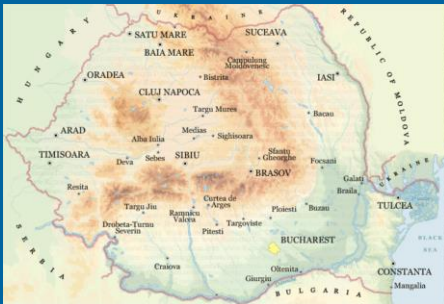 UKRAINE
SATU MARE
SUCEAVA
BAIA MARE
Campulung
Moldovenesc
HUNGARY
REPUBLIC OF MOLDOVA
ORADEA
Bistrita
IASI
CLUJ NAPOCA
Targu Mures
Bacau
ARAD
Alba Iulia
Medias
Sighisoara
TIMISOARA
Deva
Sebes
SIBIU
Sfantu
Gheorghe
Focsani
UKRAINE
BRASOV
Galati
Resita
Braila
TULCEA
Targu Jiu
Ramnicu
Valcea
Curtea de
Arges
Ploiesti
Buzau
Drobeta-Turnu
Severin
Pitesti
Targoviste
SERBIA
BUCHAREST
BLACK
SEA
Craiova
Oltenita
CONSTANTA
Giurgiu
Mangalia
BULGARIA